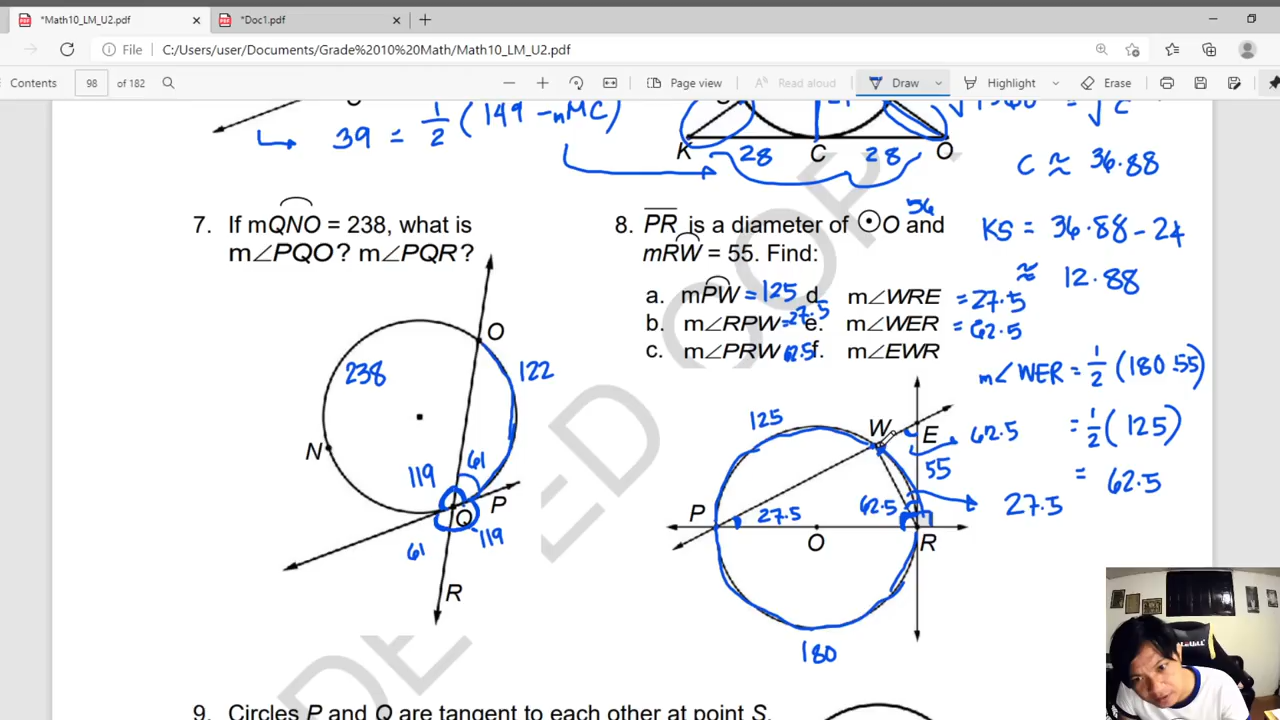 *Math10_LM_U2.pdf
*Doc1.pdf
File
C:/Users/user/Documents/Grade%2010%20Math/Math10_LM_U2.pdf
Contents
98
of 182
Page view
Read aloud
Draw
Highlight
Erase
39 = 1/2 (149 - mMC)
K 28 C 28 O
C ≈ 36.88
KS = 36.88 - 24
≈ 12.88
7. If mQNO = 238, what is
m∠PQO? m∠PQR?
O
238
122
N
119
61
P
Q
61
119
R
8. PR is a diameter of ⊙O and
mRW = 55. Find:
a. mPW = 125 d. m∠WRE = 27.5
b. m∠RPW = 27.5 e. m∠WER = 62.5
c. m∠PRW 62.5 f. m∠EWR
m∠WER = 1/2 (180-55)
= 1/2 (125)
= 62.5
125
W
E
62.5
55
P
27.5
62.5
27.5
O
R
180
9. Circles P and Q are tangent to each other at point S.